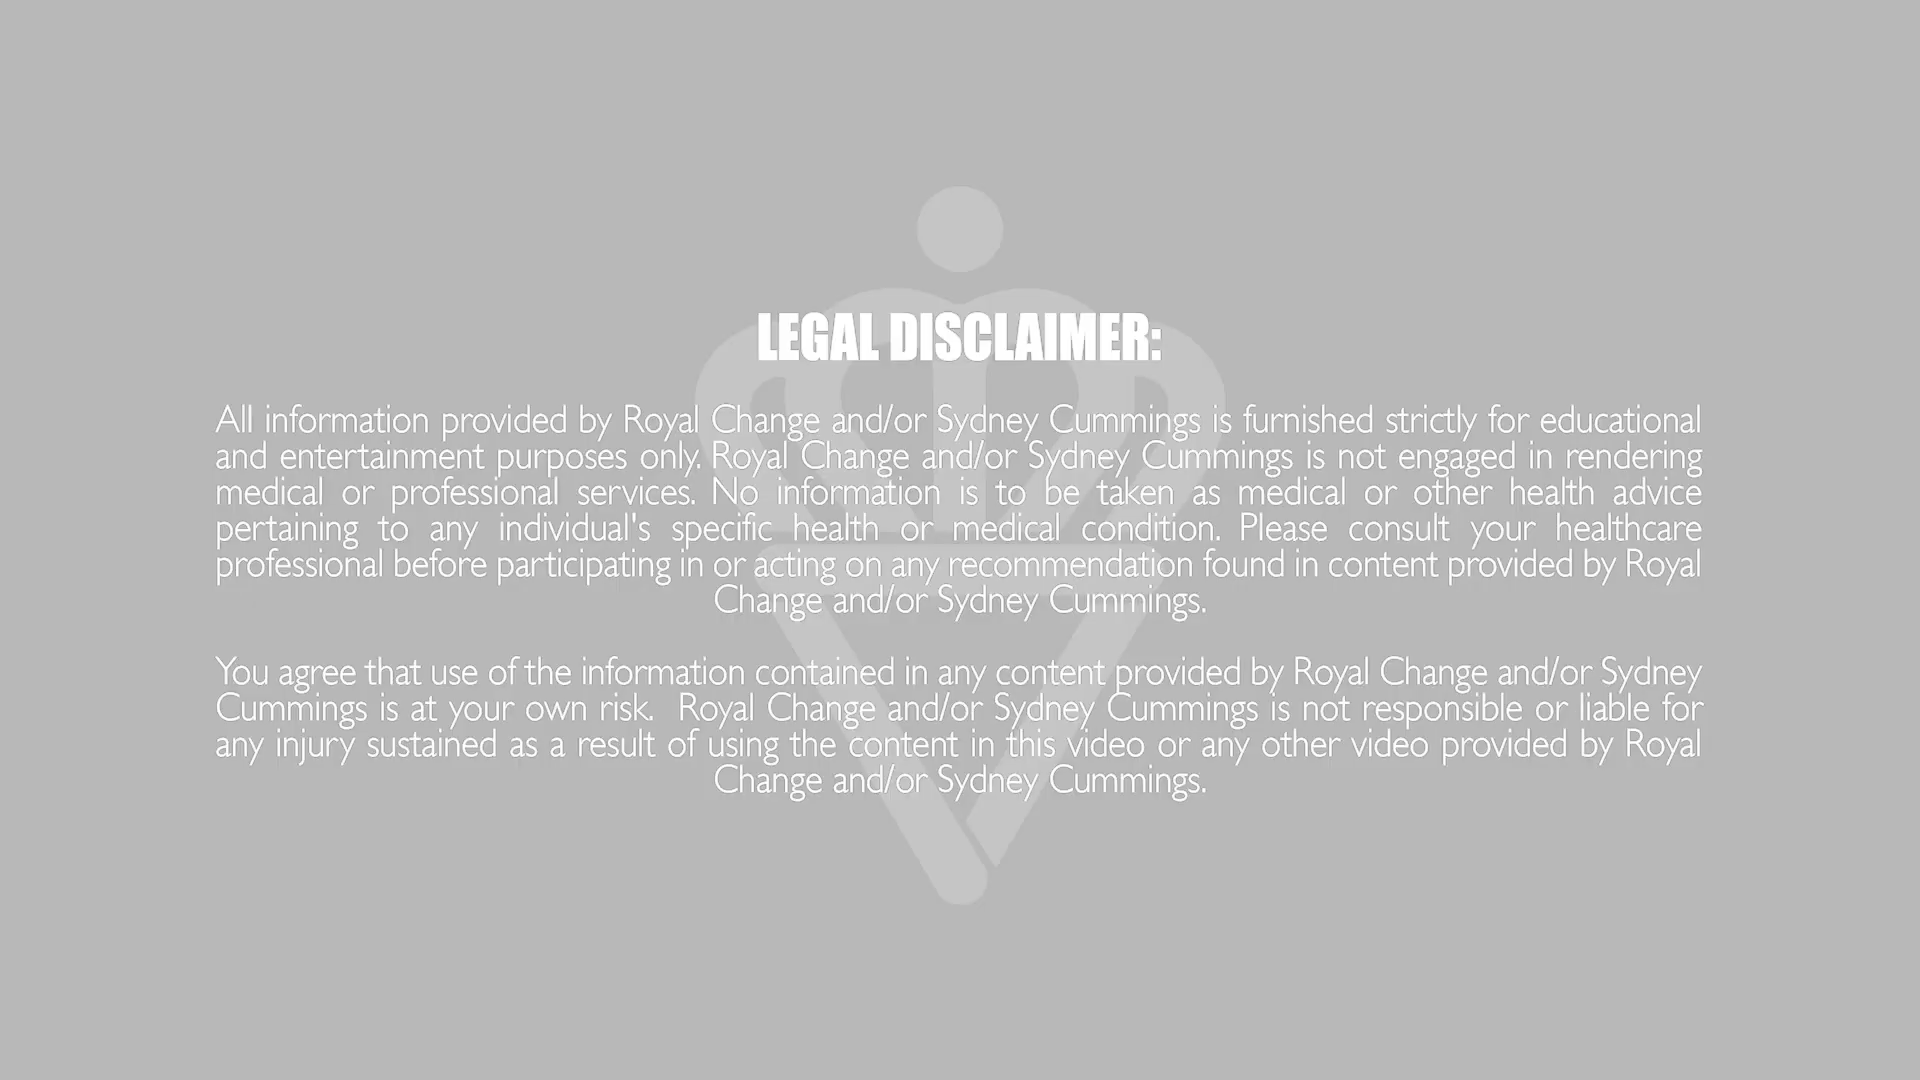 LEGAL DISCLAIMER:
All information provided by Royal Change and/or Sydney Cummings is furnished strictly for educational
and entertainment purposes only. Royal Change and/or Sydney Cummings is not engaged in rendering
medical or professional services. No information is to be taken as medical or other health advice
pertaining to any individual's specific health or medical condition. Please consult your healthcare
professional before participating in or acting on any recommendation found in content provided by Royal
Change and/or Sydney Cummings.
You agree that use of the information contained in any content provided by Royal Change and/or Sydney
Cummings is at your own risk.  Royal Change and/or Sydney Cummings is not responsible or liable for
any injury sustained as a result of using the content in this video or any other video provided by Royal
Change and/or Sydney Cummings.